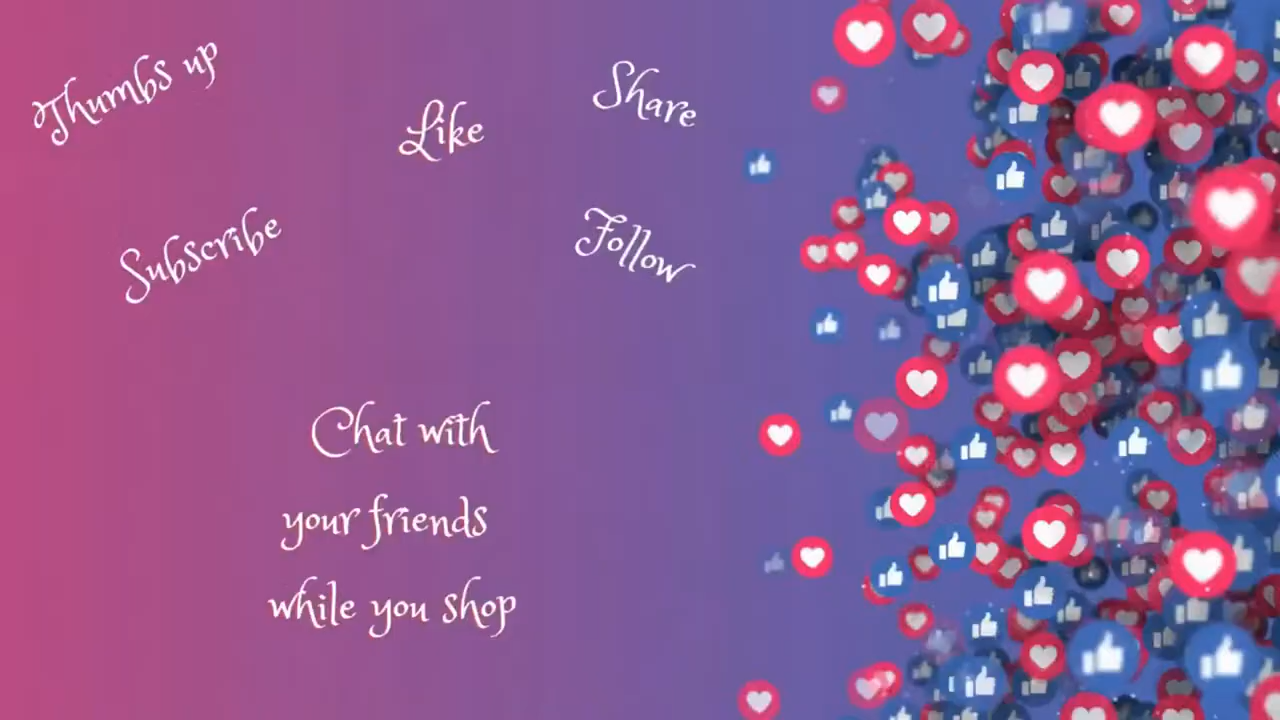 Thumbs up
Like
Share
Subscribe
Follow
Chat with
your friends
while you shop